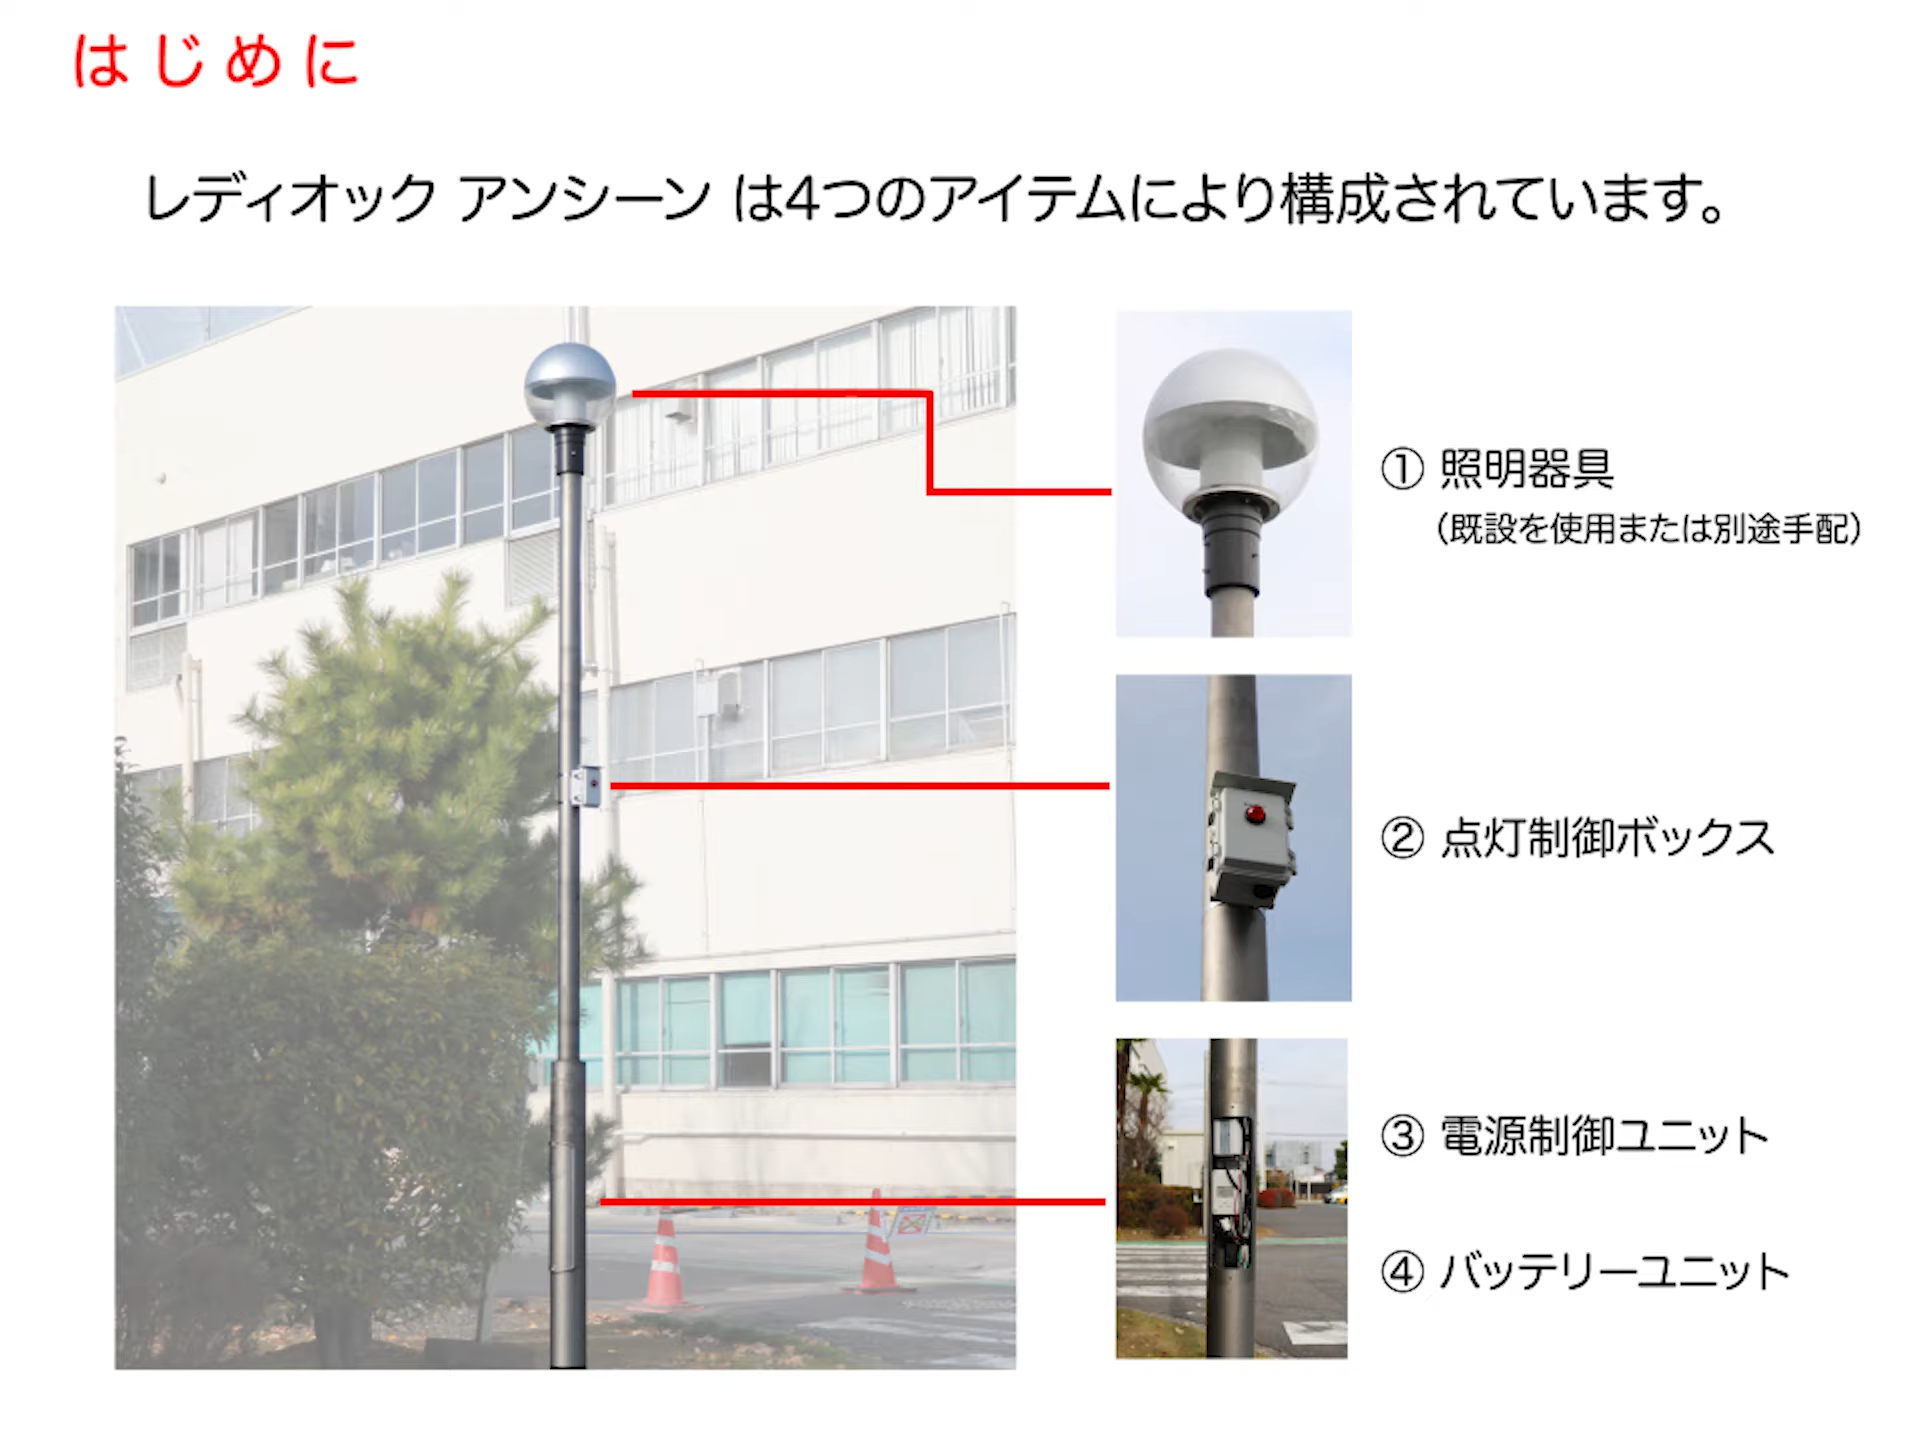 はじめに
レディオック アンシーン は4つのアイテムにより構成されています。
① 照明器具
（既設を使用または別途手配）
② 点灯制御ボックス
③ 電源制御ユニット
④ バッテリーユニット